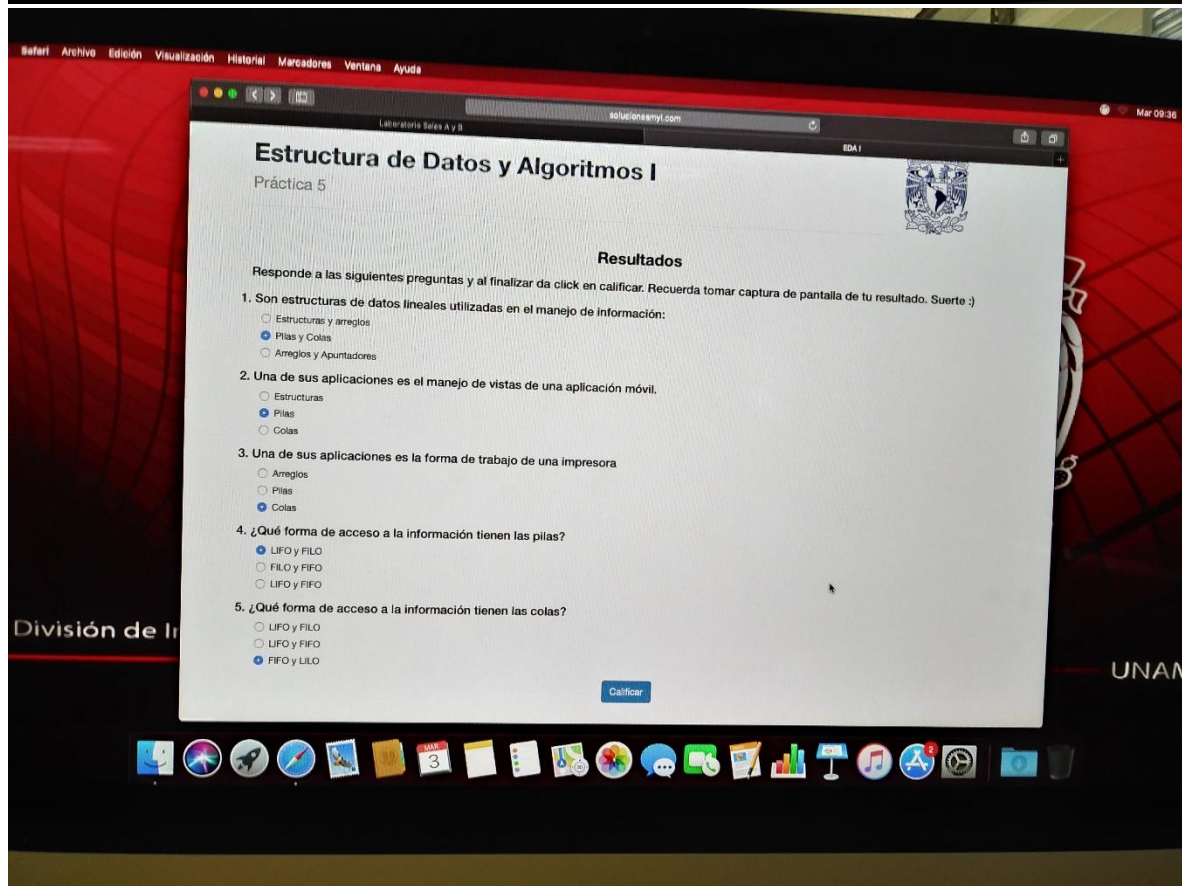 Safari Archivo Edición Visualización Historial Marcadores Ventana Ayuda
Mar 09:36
solucionesmyl.com
Laboratorio Salas A y B
EDA I
Estructura de Datos y Algoritmos I
Práctica 5
Resultados
Responde a las siguientes preguntas y al finalizar da click en calificar. Recuerda tomar captura de pantalla de tu resultado. Suerte :)
1. Son estructuras de datos lineales utilizadas en el manejo de información:
Estructuras y arreglos
Pilas y Colas
Arreglos y Apuntadores
2. Una de sus aplicaciones es el manejo de vistas de una aplicación móvil.
Estructuras
Pilas
Colas
3. Una de sus aplicaciones es la forma de trabajo de una impresora
Arreglos
Pilas
Colas
4. ¿Qué forma de acceso a la información tienen las pilas?
LIFO y FILO
FILO y FIFO
LIFO y FIFO
5. ¿Qué forma de acceso a la información tienen las colas?
LIFO y FILO
LIFO y FIFO
FIFO y LILO
Calificar
División de
UNAM
MAR
3
2